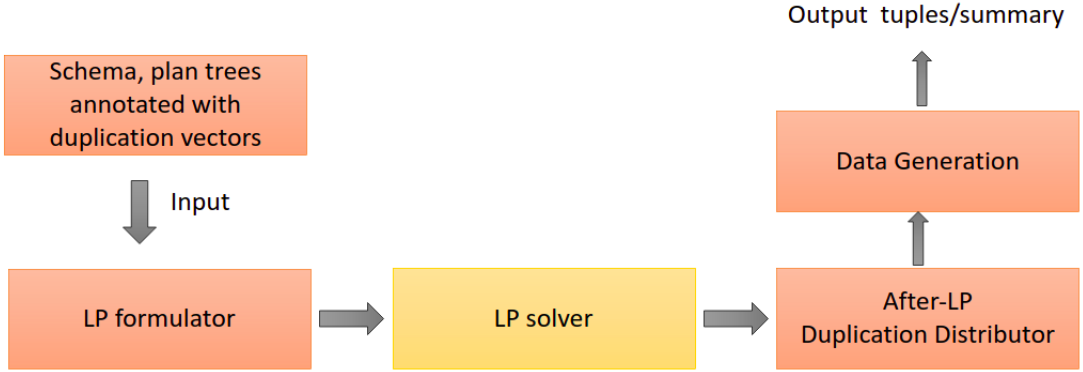 Output tuples/summary
Schema, plan trees
annotated with
duplication vectors
Data Generation
Input
LP formulator
LP solver
After-LP
Duplication Distributor